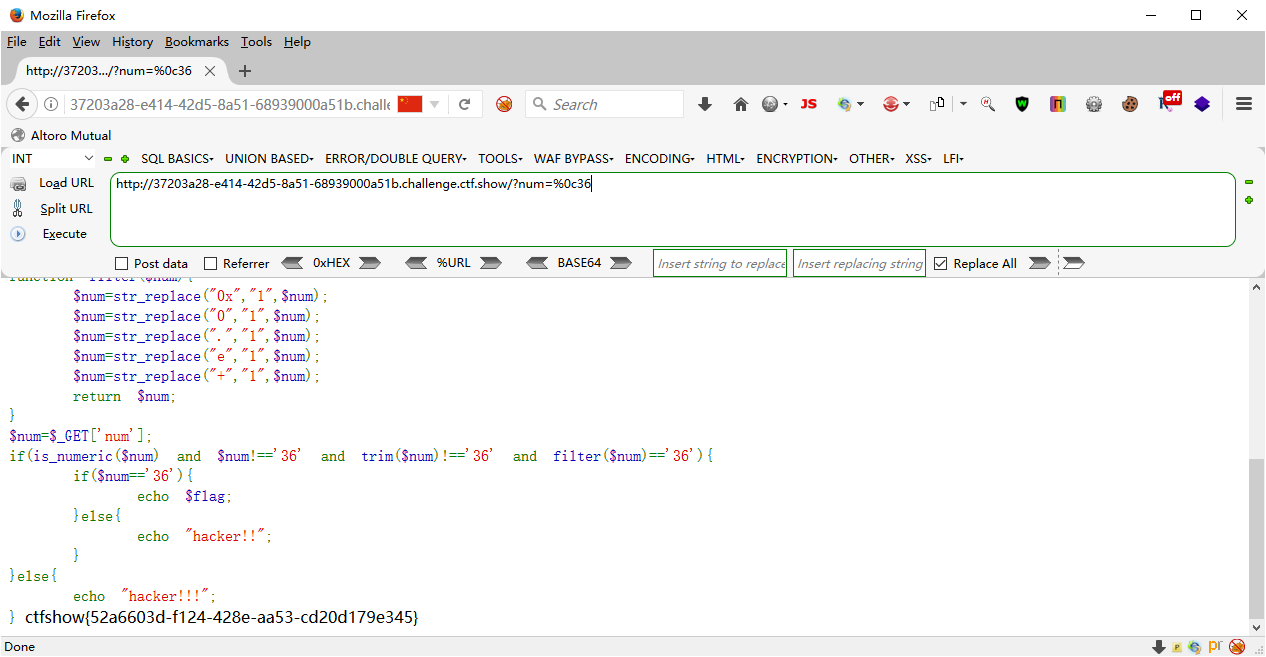 Mozilla Firefox
File Edit View History Bookmarks Tools Help
http://37203.../?num=%0c36
37203a28-e414-42d5-8a51-68939000a51b.challe
Search
JS
off
Altoro Mutual
INT
SQL BASICS
UNION BASED
ERROR/DOUBLE QUERY
TOOLS
WAF BYPASS
ENCODING
HTML
ENCRYPTION
OTHER
XSS
LFI
Load URL
http://37203a28-e414-42d5-8a51-68939000a51b.challenge.ctf.show/?num=%0c36
Split URL
Execute
Post data
Referrer
0xHEX
%URL
BASE64
Insert string to replace
Insert replacing string
Replace All
function filter($num){
$num=str_replace("0x","1",$num);
$num=str_replace("0","1",$num);
$num=str_replace(".","1",$num);
$num=str_replace("e","1",$num);
$num=str_replace("+","1",$num);
return $num;
}
$num=$_GET['num'];
if(is_numeric($num) and $num!=='36' and trim($num)!=='36' and filter($num)=='36'){
if($num=='36'){
echo $flag;
}else{
echo "hacker!!";
}
}else{
echo "hacker!!!";
} ctfshow{52a6603d-f124-428e-aa53-cd20d179e345}
Done
pr